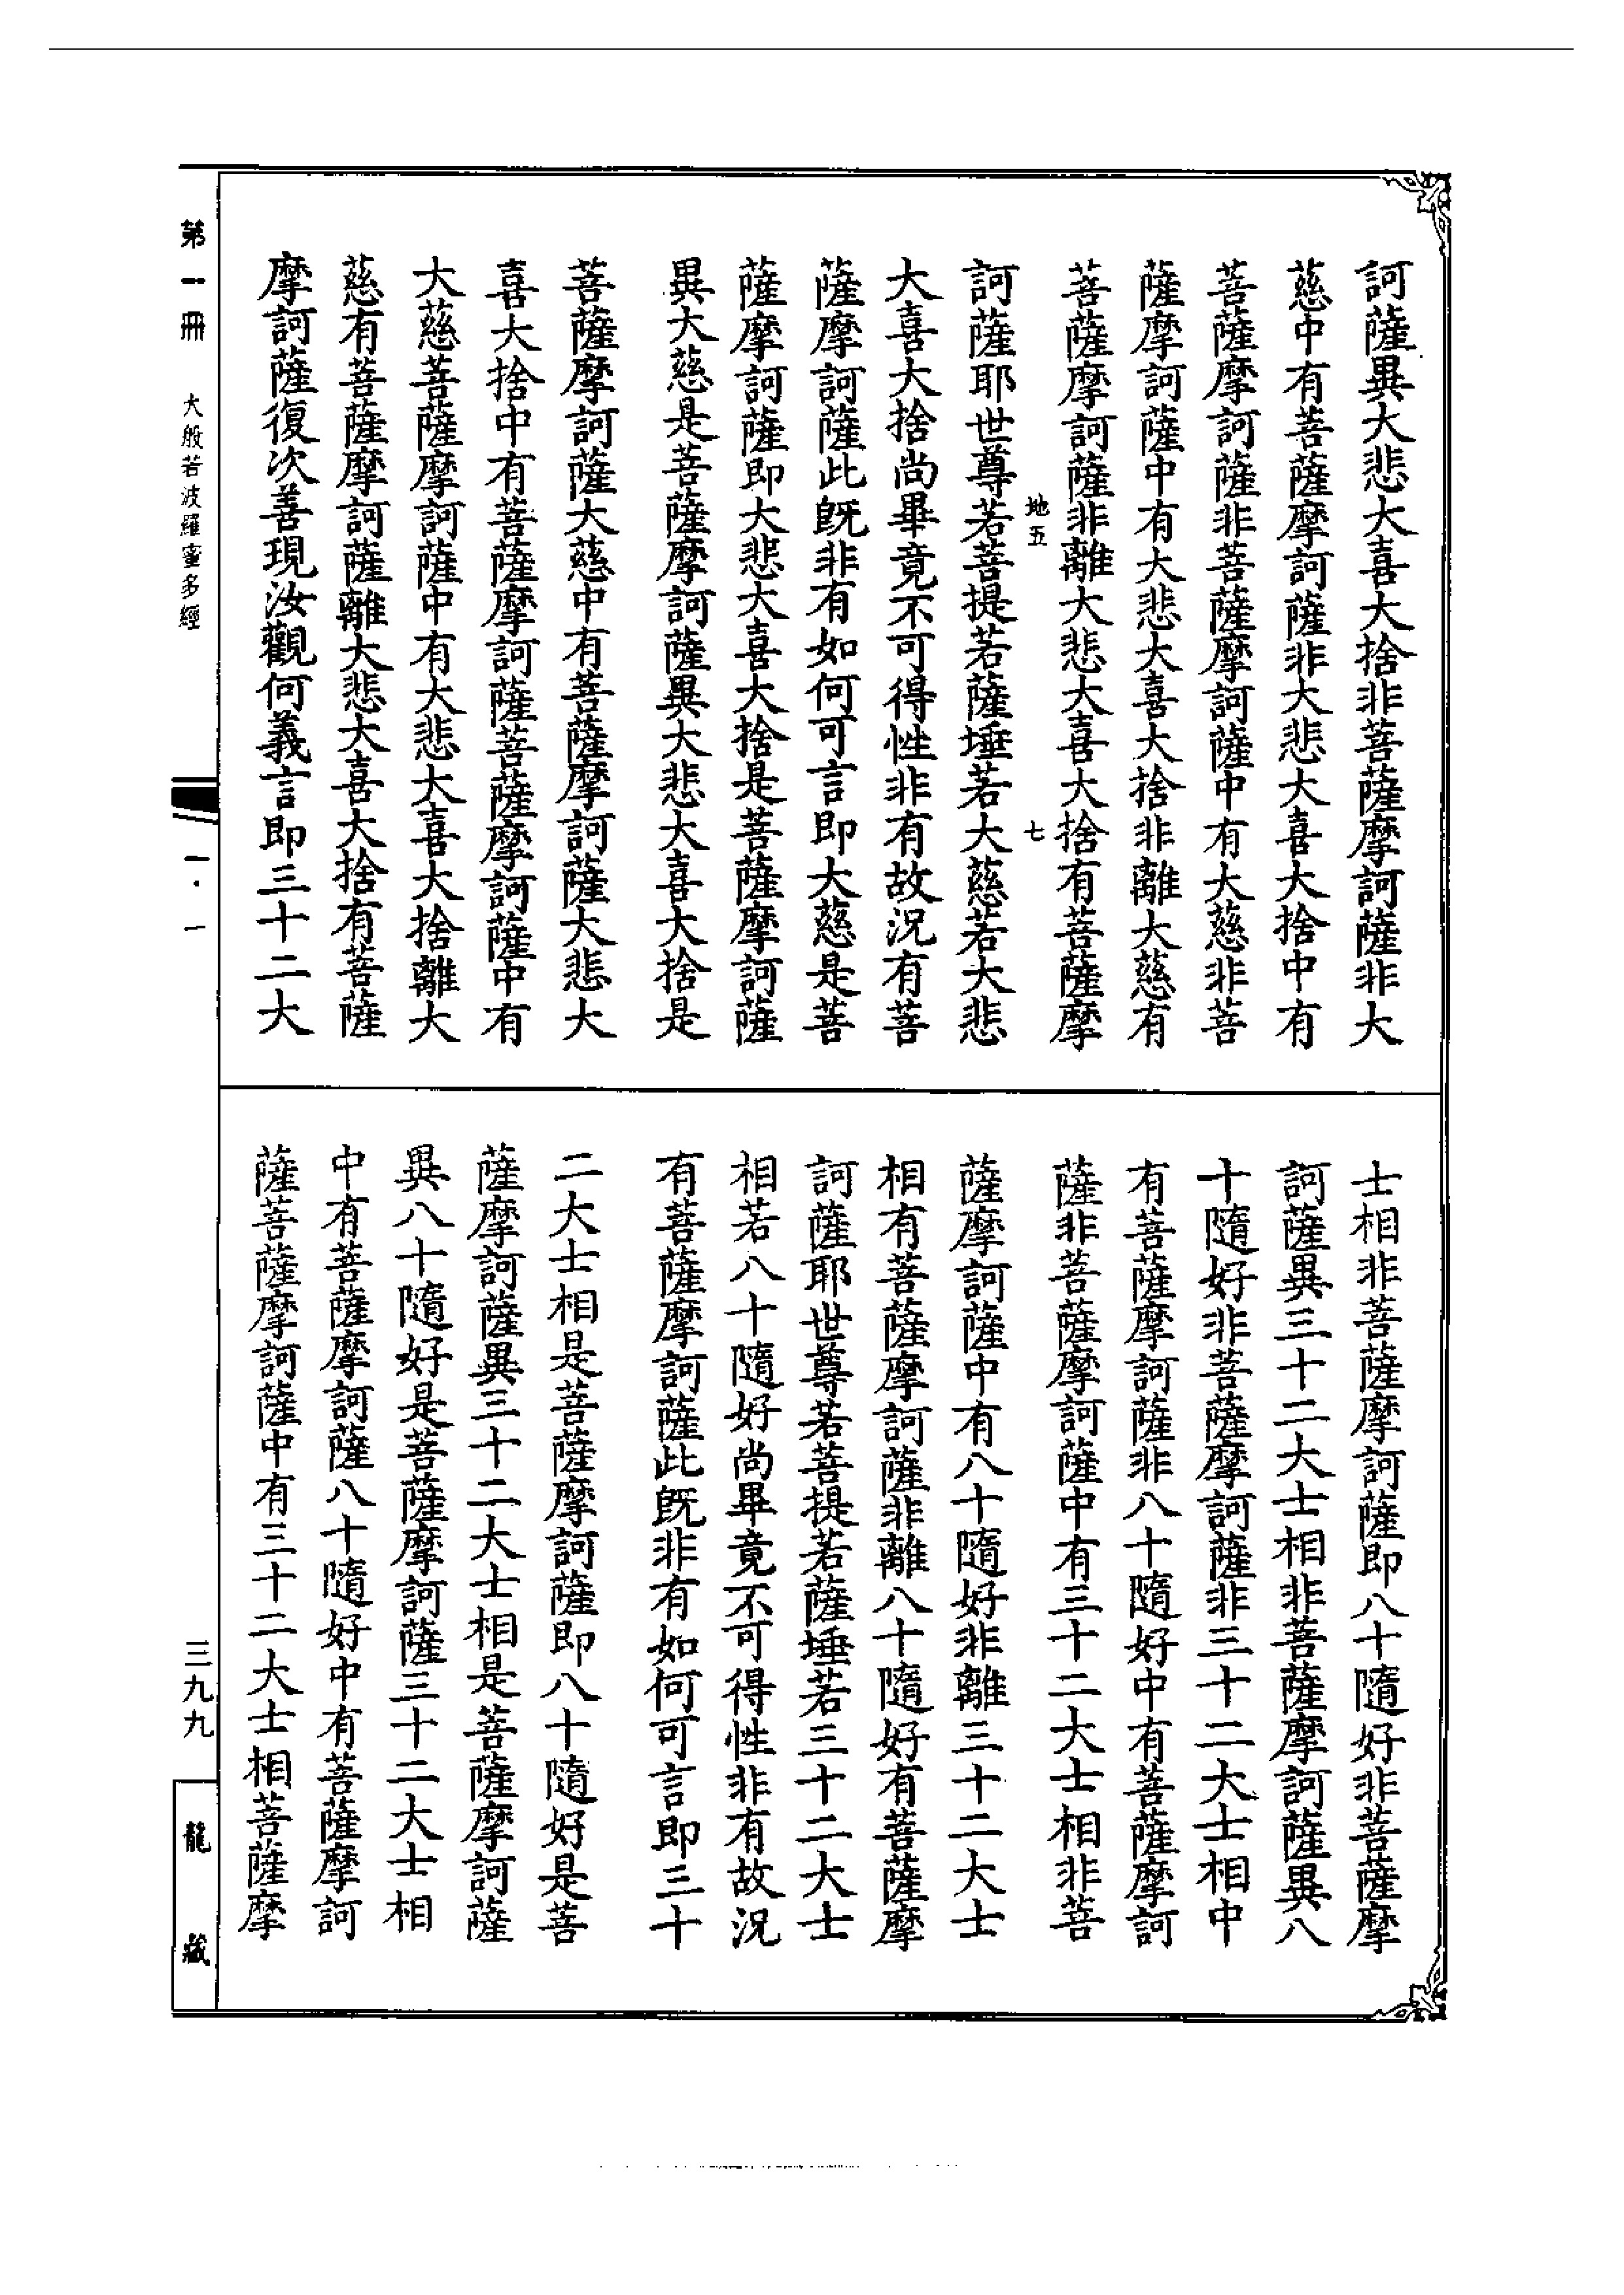 訶薩異大悲大喜大捨非菩薩摩訶薩非大
慈中有菩薩摩訶薩非大悲大喜大捨中有
菩薩摩訶薩非菩薩摩訶薩中有大慈非菩
薩摩訶薩中有大悲大喜大捨非離大慈有
菩薩摩訶薩非離大悲大喜大捨有菩薩摩
地五 七
訶薩耶世尊若菩提若薩埵若大慈若大悲
大喜大捨尚畢竟不可得性非有故況有菩
薩摩訶薩此旣非有如何可言即大慈是菩
薩摩訶薩即大悲大喜大捨是菩薩摩訶薩
異大慈是菩薩摩訶薩異大悲大喜大捨是
菩薩摩訶薩大慈中有菩薩摩訶薩大悲大
喜大捨中有菩薩摩訶薩菩薩摩訶薩中有
大慈菩薩摩訶薩中有大悲大喜大捨離大
慈有菩薩摩訶薩離大悲大喜大捨有菩薩
摩訶薩復次善現汝觀何義言即三十二大
士相非菩薩摩訶薩即八十隨好非菩薩摩
訶薩異三十二大士相非菩薩摩訶薩異八
十隨好非菩薩摩訶薩非三十二大士相中
有菩薩摩訶薩非八十隨好中有菩薩摩訶
薩非菩薩摩訶薩中有三十二大士相非菩
薩摩訶薩中有八十隨好非離三十二大士
相有菩薩摩訶薩非離八十隨好有菩薩摩
訶薩耶世尊若菩提若薩埵若三十二大士
相若八十隨好尚畢竟不可得性非有故況
有菩薩摩訶薩此旣非有如何可言即三十
二大士相是菩薩摩訶薩即八十隨好是菩
薩摩訶薩異三十二大士相是菩薩摩訶薩
異八十隨好是菩薩摩訶薩三十二大士相
中有菩薩摩訶薩八十隨好中有菩薩摩訶
薩菩薩摩訶薩中有三十二大士相菩薩摩
第一冊 大般若波羅蜜多經 一·一 三九九 龍藏